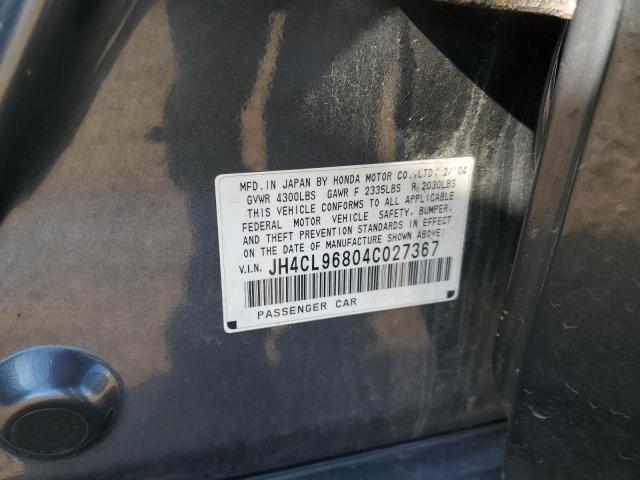 MFD. IN JAPAN BY HONDA MOTOR CO.,LTD: 2/'04
GVWR 4300LBS GAWR F 2335LBS R 2030LBS
THIS VEHICLE CONFORMS TO ALL APPLICABLE
FEDERAL MOTOR VEHICLE SAFETY, BUMPER,
AND THEFT PREVENTION STANDARDS IN EFFECT
ON THE DATE OF MANUFACTURE SHOWN ABOVE:
V.I.N. JH4CL96804C027367
PASSENGER CAR